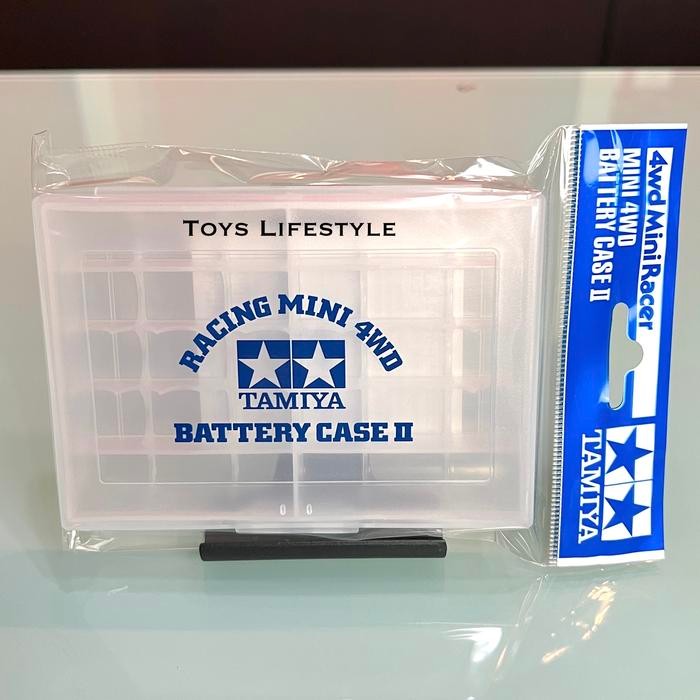 TOYS LIFESTYLE
RACING MINI 4WD
TAMIYA
BATTERY CASE II
4wd Mini Racer
MINI 4WD
BATTERY CASE II
TAMIYA